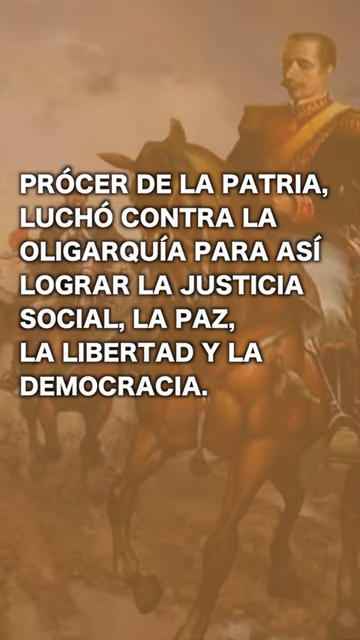 PRÓCER DE LA PATRIA,
LUCHÓ CONTRA LA
OLIGARQUÍA PARA ASÍ
LOGRAR LA JUSTICIA
SOCIAL, LA PAZ,
LA LIBERTAD Y LA
DEMOCRACIA.